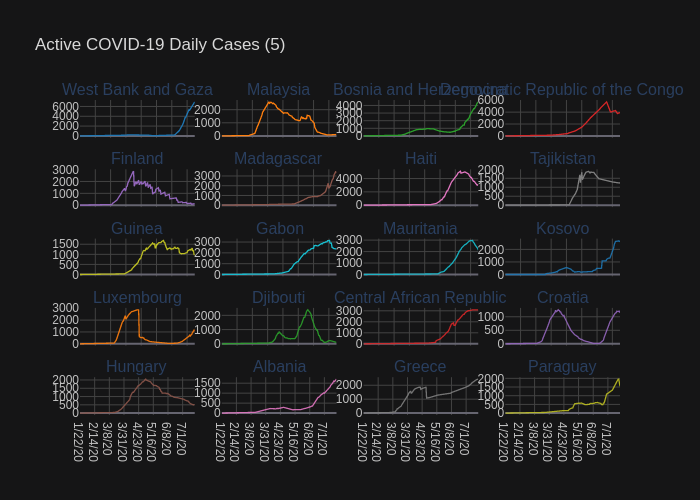 Active COVID-19 Daily Cases (5)
West Bank and Gaza Malaysia Bosnia and Herzegovina Democratic Republic of the Congo
6000 4000 2000 0
2000 1000 0
4000 3000 2000 1000 0
6000 4000 2000 0
Finland Madagascar Haiti Tajikistan
3000 2000 1000 0
3000 2000 1000 0
4000 2000 0
2000 1500 1000 500 0
Guinea Gabon Mauritania Kosovo
1500 1000 500 0
3000 2000 1000 0
3000 2000 1000 0
2000 1000 0
Luxembourg Djibouti Central African Republic Croatia
3000 2000 1000 0
2000 1000 0
3000 2000 1000 0
1000 500 0
Hungary Albania Greece Paraguay
2000 1500 1000 500 0
1500 1000 500 0
2000 1000 0
2000 1500 1000 500 0
1/22/20 2/14/20 3/8/20 3/31/20 4/23/20 5/16/20 6/8/20 7/1/20
1/22/20 2/14/20 3/8/20 3/31/20 4/23/20 5/16/20 6/8/20 7/1/20
1/22/20 2/14/20 3/8/20 3/31/20 4/23/20 5/16/20 6/8/20 7/1/20
1/22/20 2/14/20 3/8/20 3/31/20 4/23/20 5/16/20 6/8/20 7/1/20